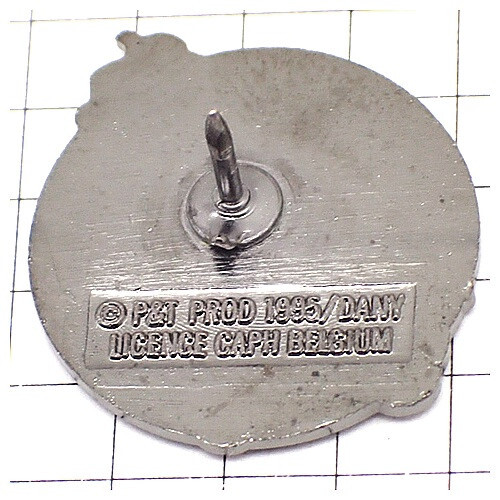 © P&T PROD 1995/DANY
LICENCE CAPH BELGIUM